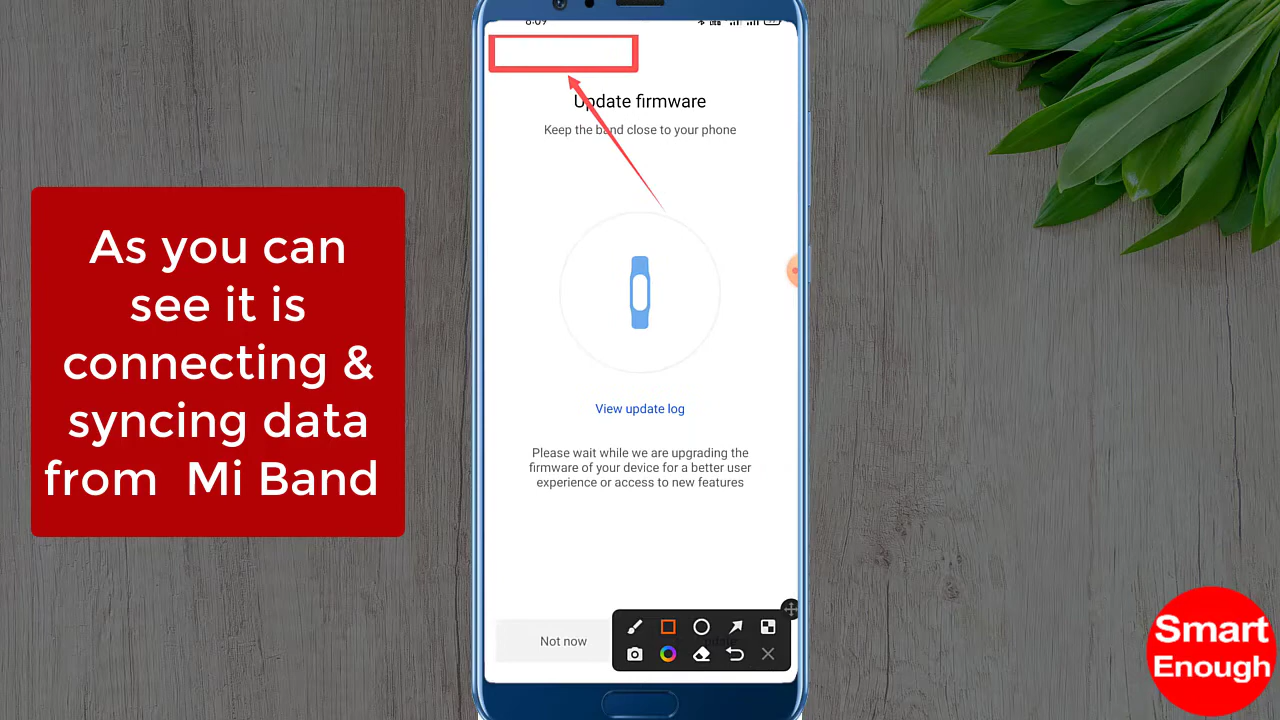 8:09
Update firmware
Keep the band close to your phone
As you can
see it is
connecting &
syncing data
from Mi Band
View update log
Please wait while we are upgrading the
firmware of your device for a better user
experience or access to new features
Not now
Smart
Enough